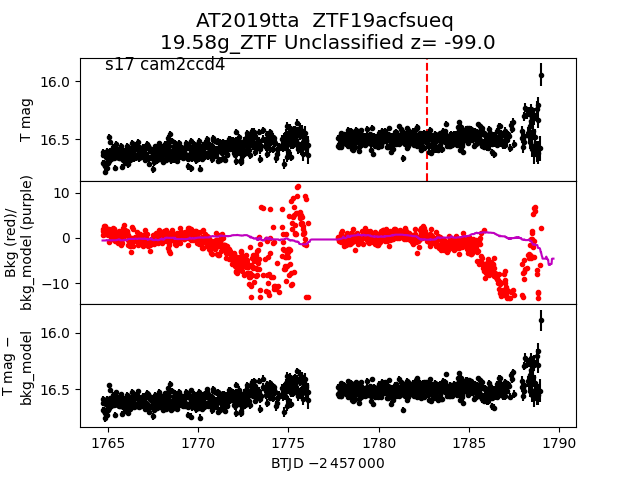 AT2019tta  ZTF19acfsueq
19.58g_ZTF Unclassified z= -99.0
s17 cam2ccd4
16.0
16.5
T mag
10
0
−10
Bkg (red)/
bkg_model (purple)
16.0
16.5
T mag −
bkg_model
1765 1770 1775 1780 1785 1790
BTJD −2 457 000